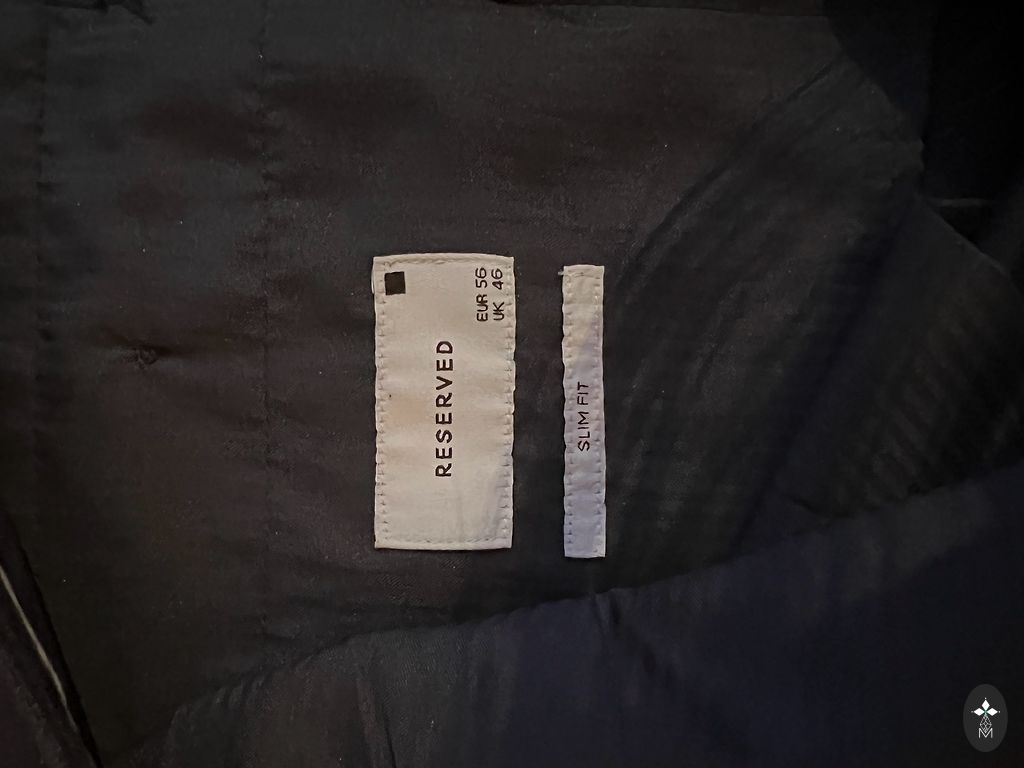 RESERVED
EUR 56
UK 46
SLIM FIT
M